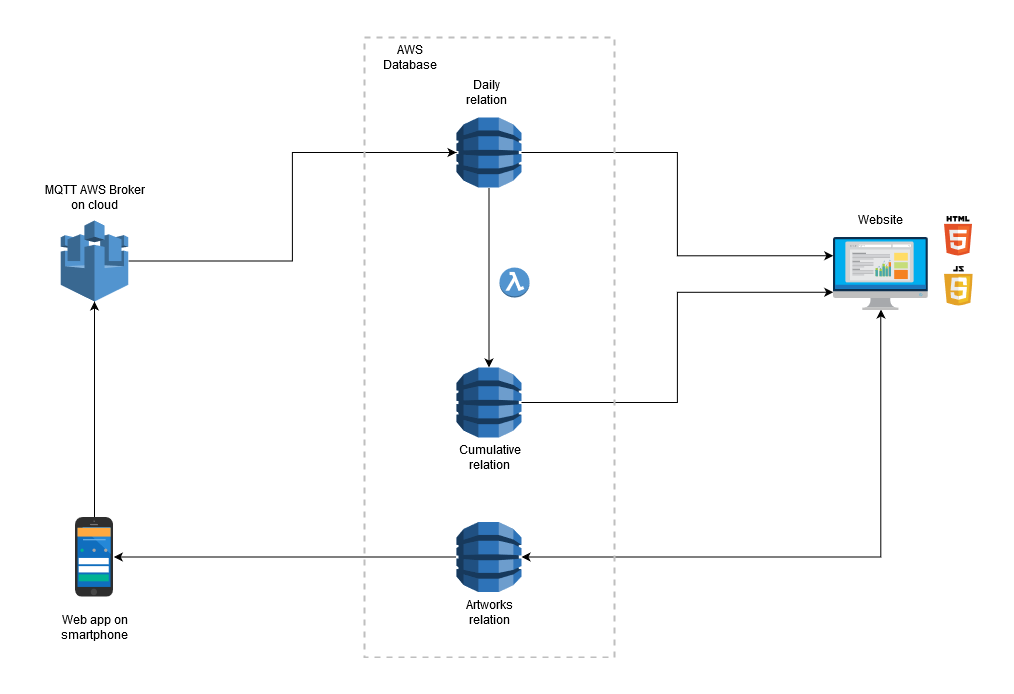 AWS
Database
Daily
relation
MQTT AWS Broker
on cloud
Website
HTML
5
JS
5
Cumulative
relation
Artworks
relation
Web app on
smartphone